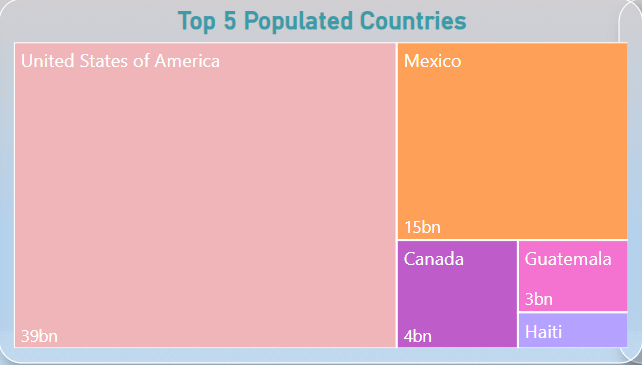 Top 5 Populated Countries
United States of America
39bn
Mexico
15bn
Canada
4bn
Guatemala
3bn
Haiti